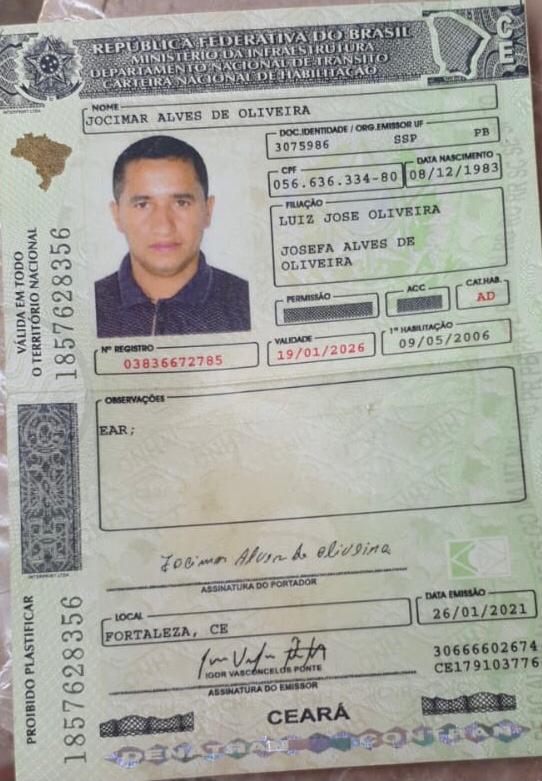 REPÚBLICA FEDERATIVA DO BRASIL
MINISTÉRIO DA INFRAESTRUTURA
DEPARTAMENTO NACIONAL DE TRÂNSITO
CARTEIRA NACIONAL DE HABILITAÇÃO
CE
NOME
JOCIMAR ALVES DE OLIVEIRA
DOC. IDENTIDADE / ORG. EMISSOR UF
3075986 SSP PB
CPF
056.636.334-80
DATA NASCIMENTO
08/12/1983
FILIAÇÃO
LUIZ JOSE OLIVEIRA
JOSEFA ALVES DE
OLIVEIRA
PERMISSÃO
ACC
CAT. HAB.
AD
Nº REGISTRO
03836672785
VALIDADE
19/01/2026
1ª HABILITAÇÃO
09/05/2006
VÁLIDA EM TODO
O TERRITÓRIO NACIONAL
1857628356
OBSERVAÇÕES
EAR;
Jocimar Alves de Oliveira
ASSINATURA DO PORTADOR
LOCAL
FORTALEZA, CE
DATA EMISSÃO
26/01/2021
IGOR VASCONCELOS PONTE
ASSINATURA DO EMISSOR
30666602674
CE179103776
PROIBIDO PLASTIFICAR
1857628356
CEARÁ
DENATRAN CONTRAN